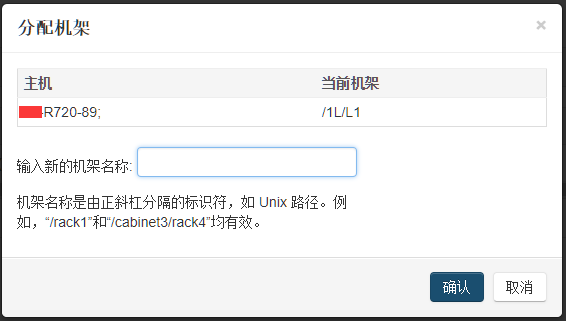 分配机架
×
主机 当前机架
-R720-89; /1L/L1
输入新的机架名称:
机架名称是由正斜杠分隔的标识符，如 Unix 路径。例
如，“/rack1”和“/cabinet3/rack4”均有效。
确认 取消